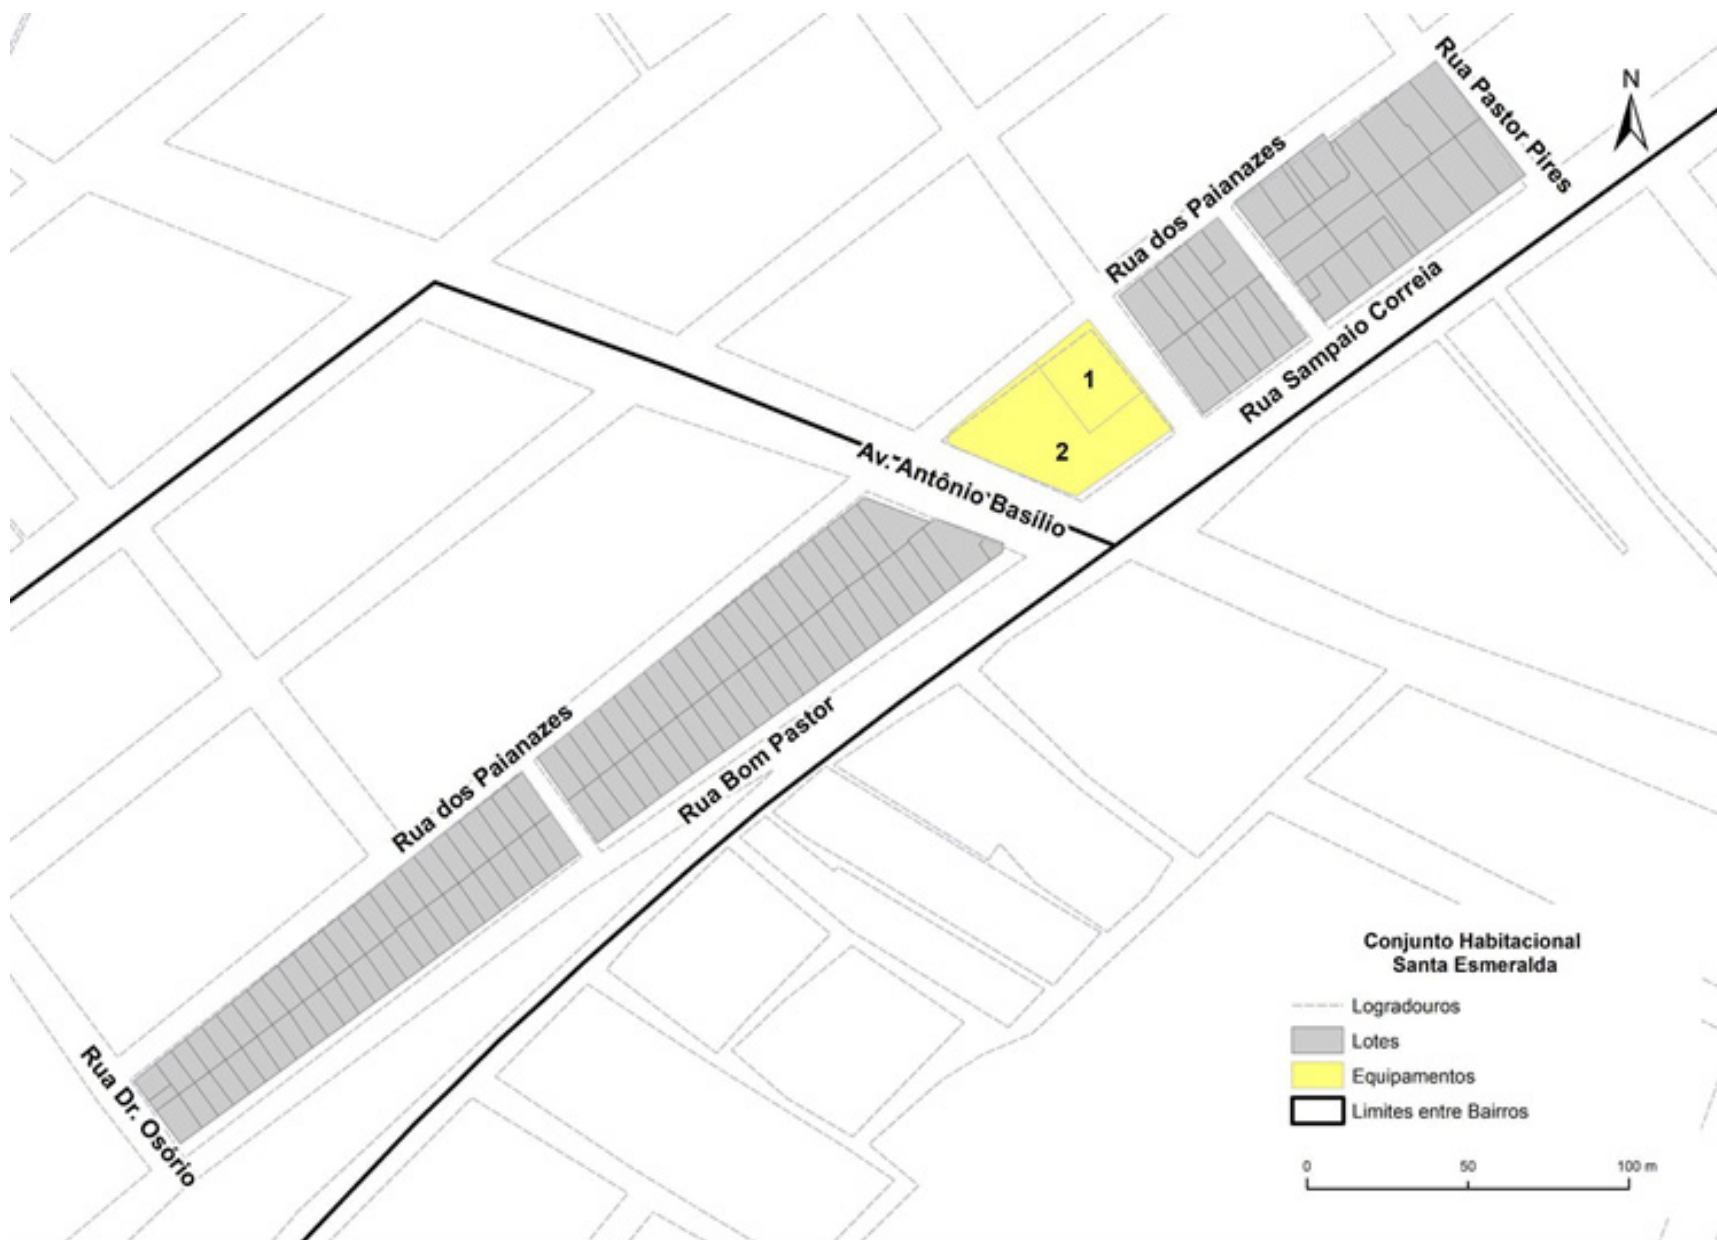 Rua Pastor Pires
N
Rua dos Paianazes
Rua Sampaio Correia
1
2
Av. Antônio Basílio
Rua dos Paianazes
Rua Bom Pastor
Rua Dr. Osório
Conjunto Habitacional
Santa Esmeralda
Logradouros
Lotes
Equipamentos
Limites entre Bairros
0 50 100 m